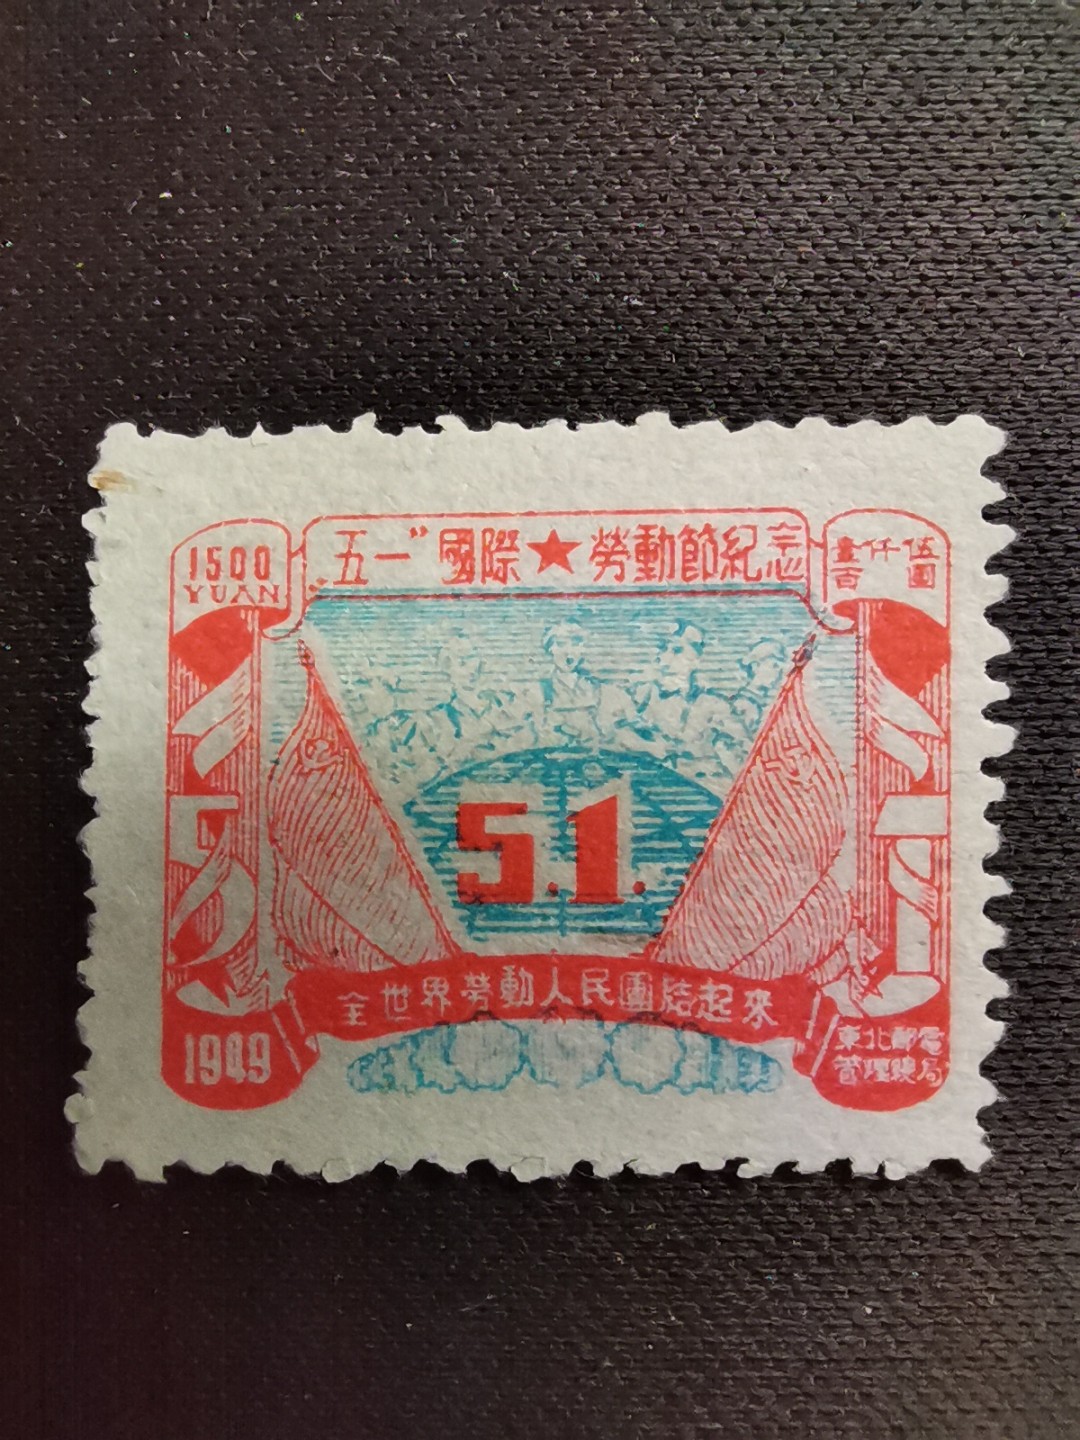 1500
YUAN
“五一”國際★勞動節紀念
壹仟伍
百圓
5.1.
全世界勞動人民團結起來
1949
東北郵電
管理總局